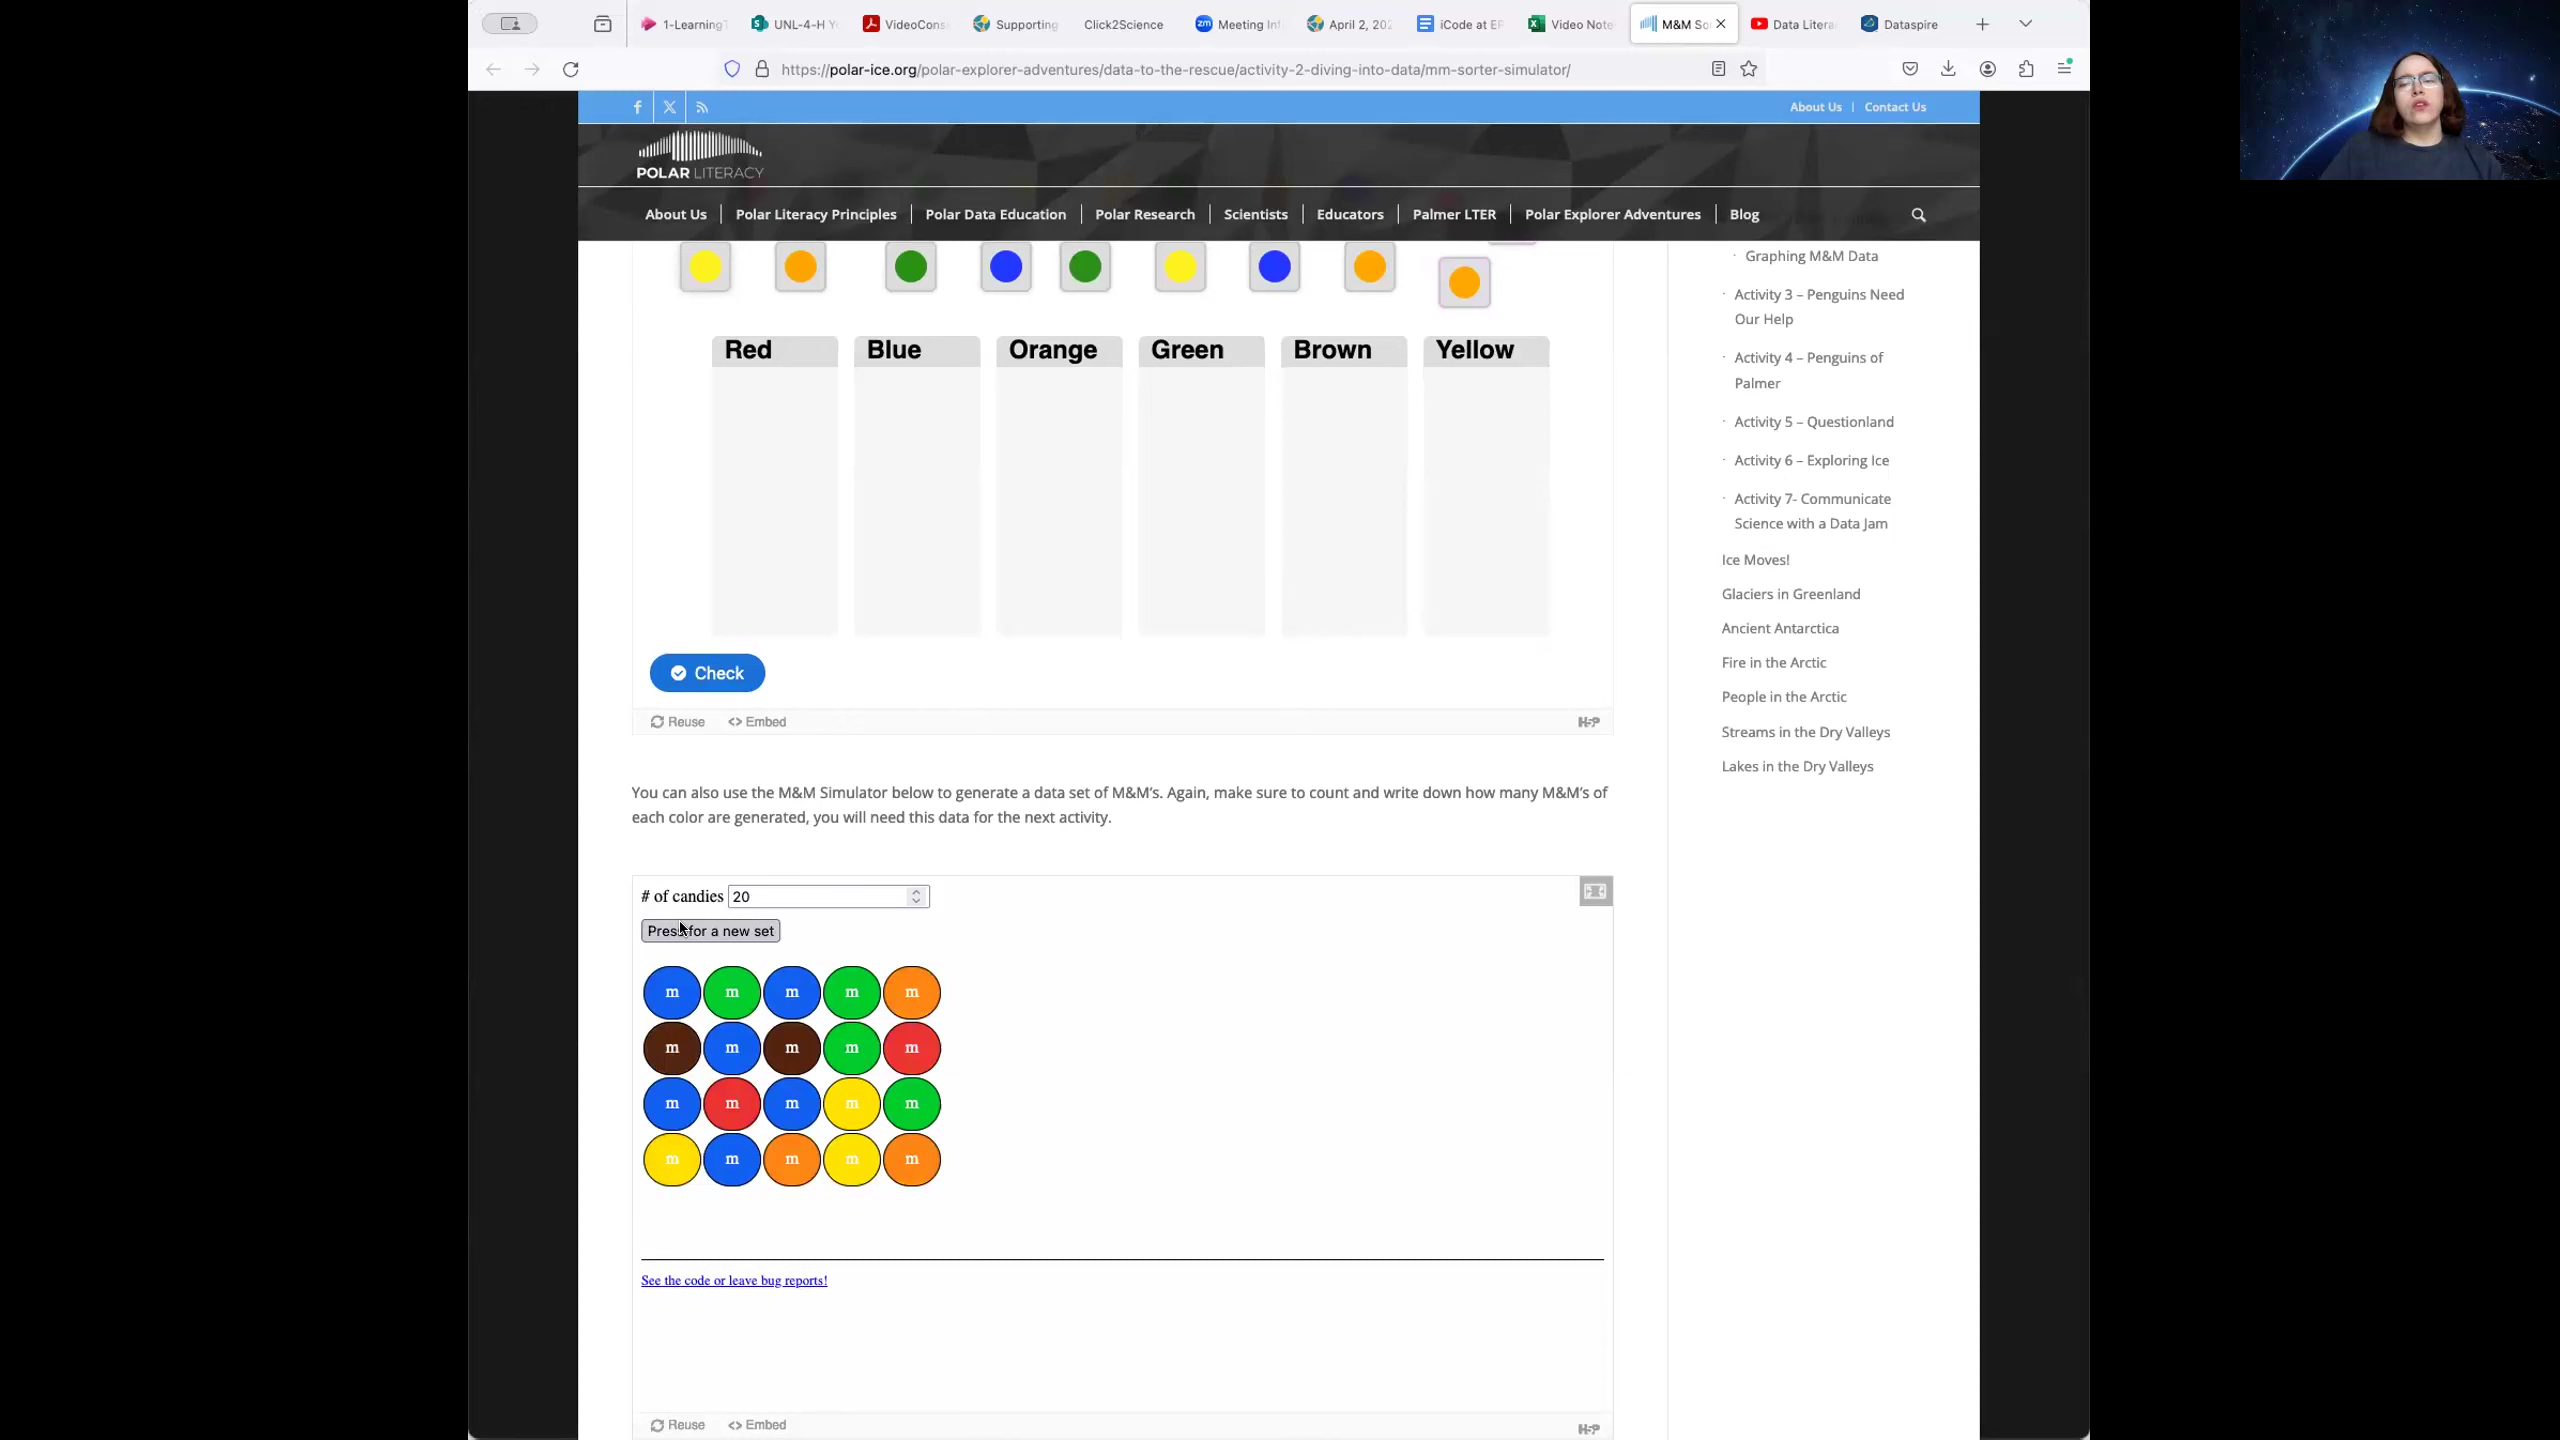 1-Learning
UNL-4-H Y
VideoCons
Supporting
Click2Science
Meeting Inf
April 2, 202
iCode at EP
Video Note
M&M So
Data Litera
Dataspire
https://polar-ice.org/polar-explorer-adventures/data-to-the-rescue/activity-2-diving-into-data/mm-sorter-simulator/
About Us | Contact Us
POLAR LITERACY
About Us
Polar Literacy Principles
Polar Data Education
Polar Research
Scientists
Educators
Palmer LTER
Polar Explorer Adventures
Blog
Red
Blue
Orange
Green
Brown
Yellow
Check
Reuse
<> Embed
H5P
You can also use the M&M Simulator below to generate a data set of M&M's. Again, make sure to count and write down how many M&M's of
each color are generated, you will need this data for the next activity.
# of candies 20
Press for a new set
m m m m m
m m m m m
m m m m m
m m m m m
See the code or leave bug reports!
Reuse
<> Embed
H5P
Graphing M&M Data
Activity 3 – Penguins Need
Our Help
Activity 4 – Penguins of
Palmer
Activity 5 – Questionland
Activity 6 – Exploring Ice
Activity 7- Communicate
Science with a Data Jam
Ice Moves!
Glaciers in Greenland
Ancient Antarctica
Fire in the Arctic
People in the Arctic
Streams in the Dry Valleys
Lakes in the Dry Valleys